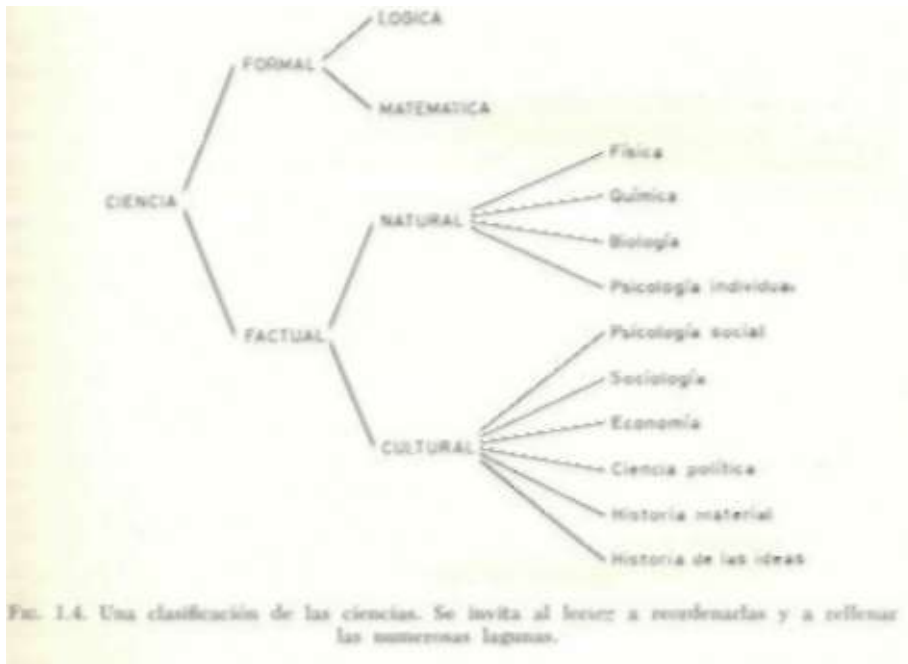 LOGICA
FORMAL
MATEMATICA
Física
Química
CIENCIA
NATURAL
Biología
Psicología individual
FACTUAL
Psicología social
Sociología
Economía
CULTURAL
Ciencia política
Historia material
Historia de las ideas
FIG. 1.4. Una clasificación de las ciencias. Se invita al lector a reordenarlas y a rellenar
las numerosas lagunas.